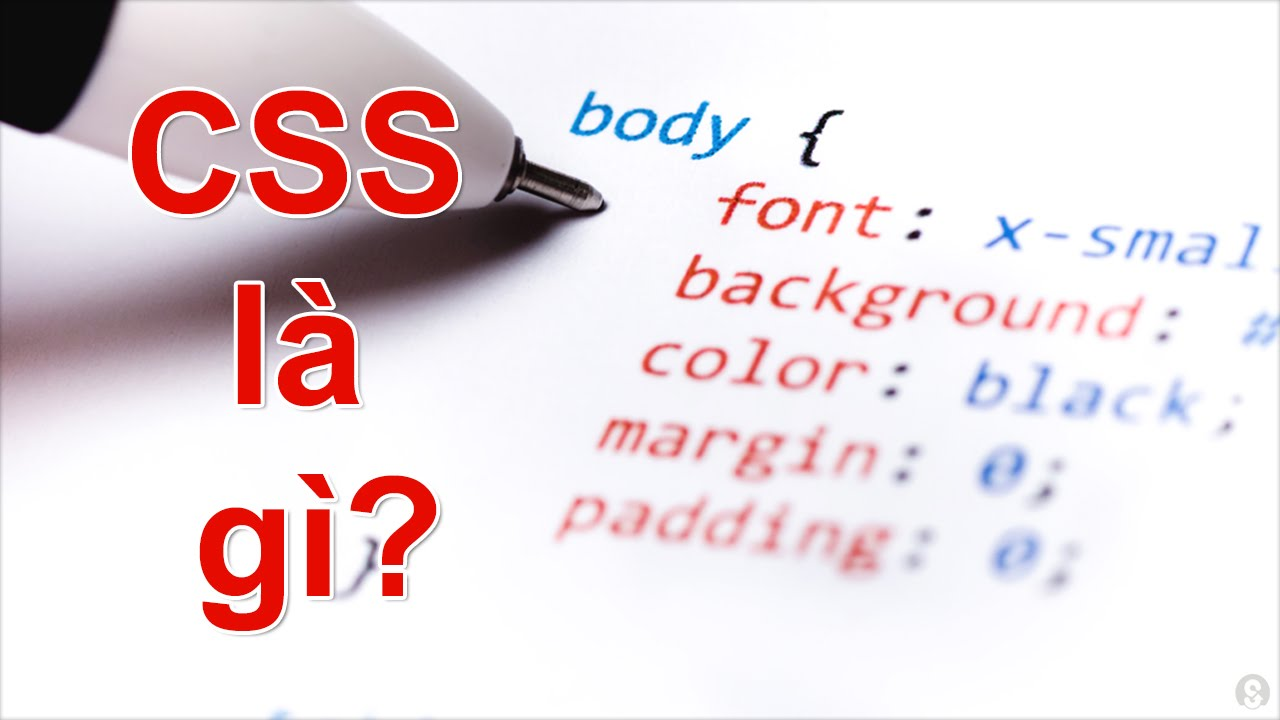 CSS
là
gì?
body {
font: x-smal
background: #
color: black;
margin: 0;
padding: 0;
}